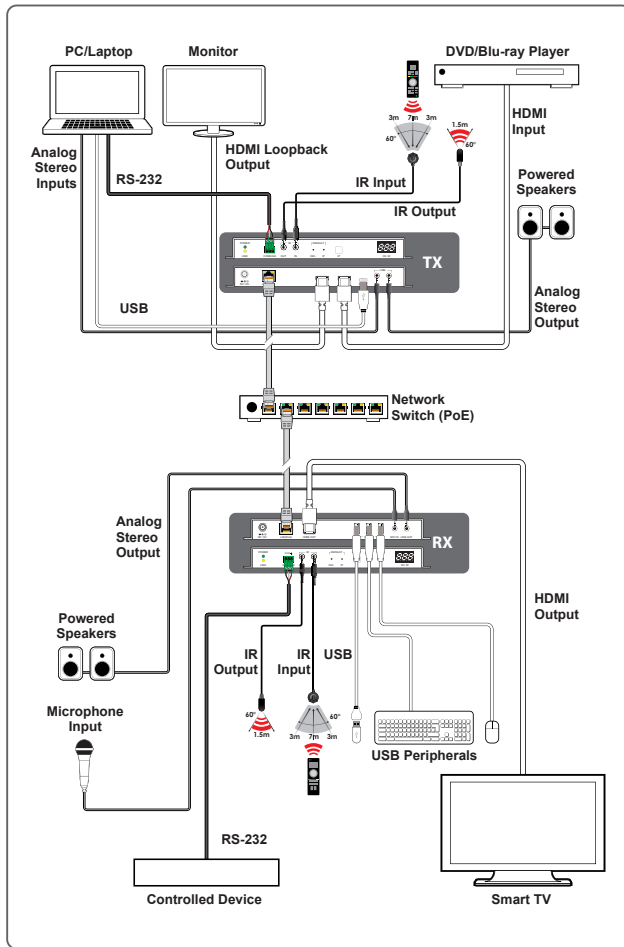 PC/Laptop
Monitor
DVD/Blu-ray Player
3m 7m 3m
60°
1.5m
60°
HDMI
Input
Analog
Stereo
Inputs
HDMI Loopback
Output
RS-232
IR Input
IR Output
Powered
Speakers
TX
USB
Analog
Stereo
Output
Network
Switch (PoE)
Analog
Stereo
Output
RX
HDMI
Output
Powered
Speakers
IR
Output
IR
Input
USB
60°
1.5m
60°
3m 7m 3m
Microphone
Input
USB Peripherals
RS-232
Controlled Device
Smart TV